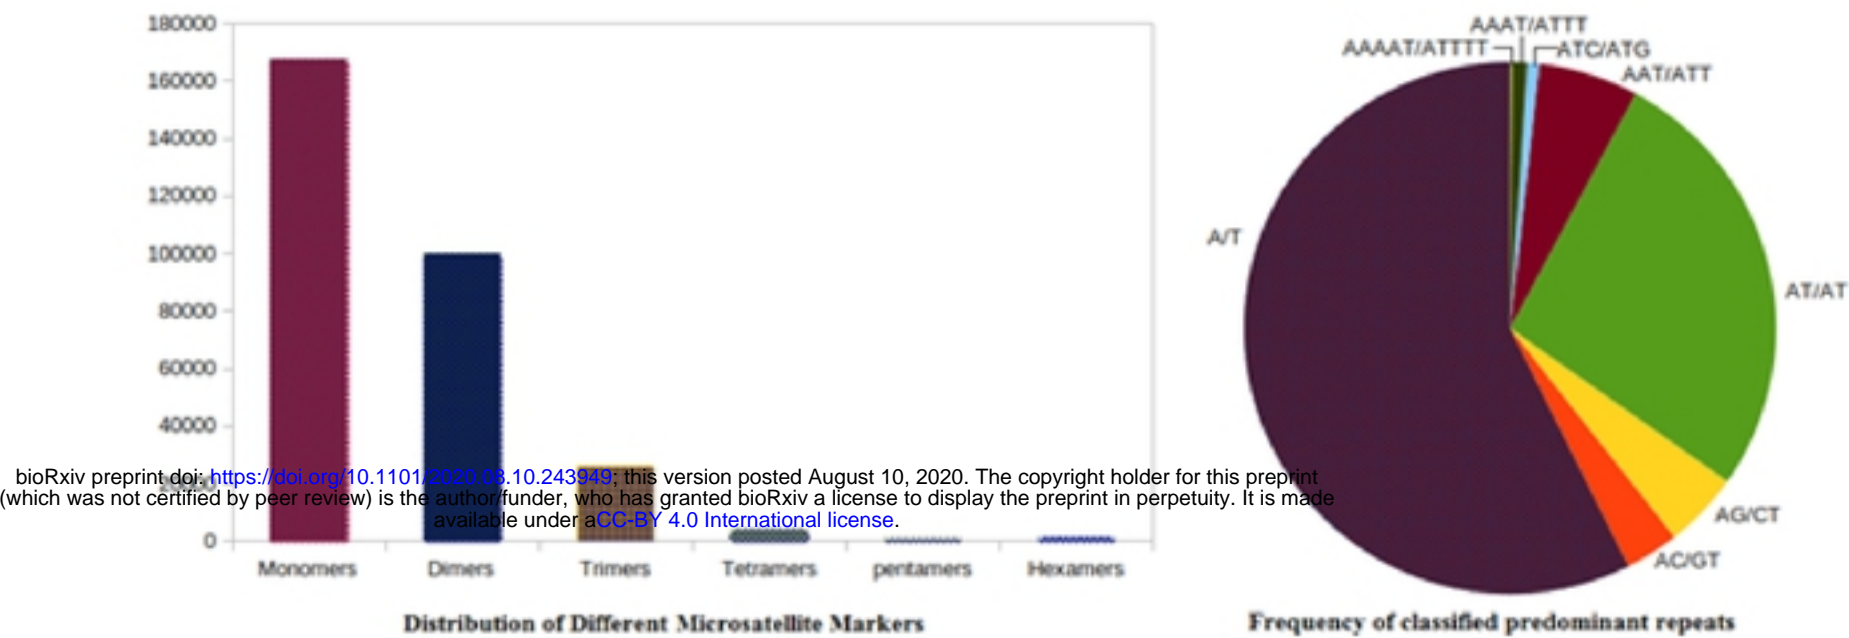 180000
160000
140000
120000
100000
80000
60000
40000
20000
0
bioRxiv preprint doi: https://doi.org/10.1101/2020.08.10.243949; this version posted August 10, 2020. The copyright holder for this preprint
(which was not certified by peer review) is the author/funder, who has granted bioRxiv a license to display the preprint in perpetuity. It is made
available under aCC-BY 4.0 International license.
Monomers Dimers Trimers Tetramers pentamers Hexamers
Distribution of Different Microsatellite Markers
AAAT/ATTT
AAAAT/ATTTT
ATC/ATG
AAT/ATT
A/T
AT/AT
AG/CT
AC/GT
Frequency of classified predominant repeats